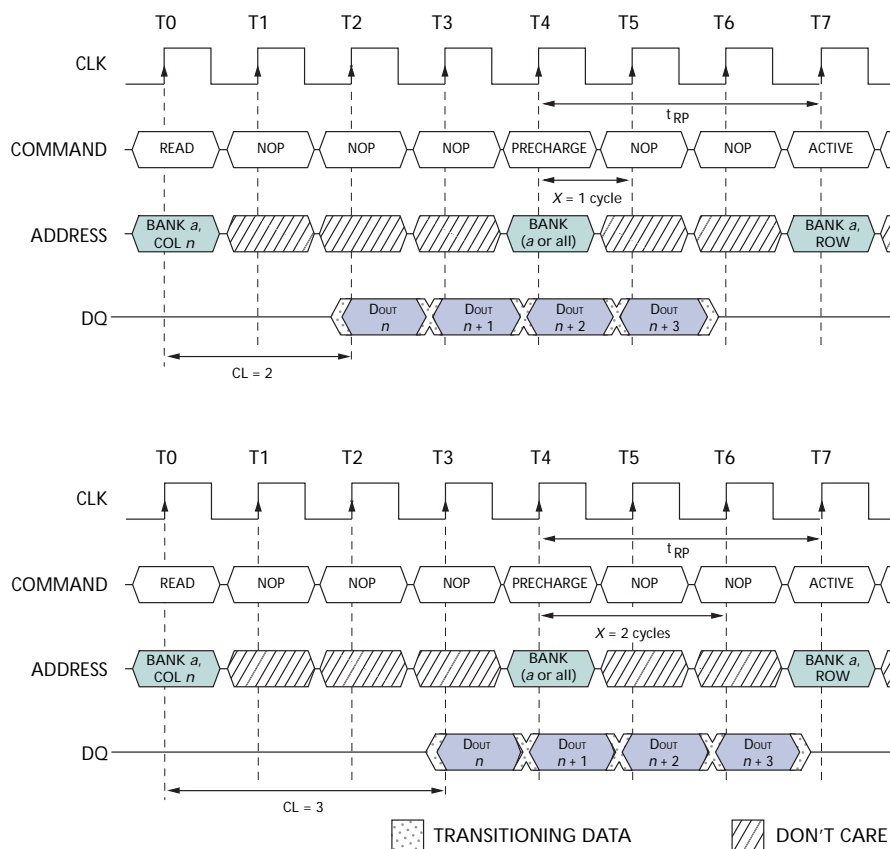 T0 T1 T2 T3 T4 T5 T6 T7
CLK
tRP
COMMAND READ NOP NOP NOP PRECHARGE NOP NOP ACTIVE
X = 1 cycle
ADDRESS BANK a, COL n BANK (a or all) BANK a, ROW
DQ DOUT n DOUT n + 1 DOUT n + 2 DOUT n + 3
CL = 2
T0 T1 T2 T3 T4 T5 T6 T7
CLK
tRP
COMMAND READ NOP NOP NOP PRECHARGE NOP NOP ACTIVE
X = 2 cycles
ADDRESS BANK a, COL n BANK (a or all) BANK a, ROW
DQ DOUT n DOUT n + 1 DOUT n + 2 DOUT n + 3
CL = 3
TRANSITIONING DATA DON'T CARE